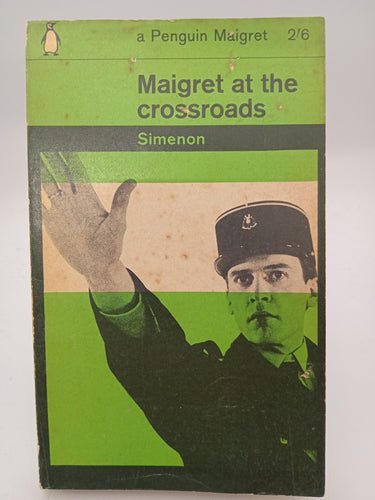 a Penguin Maigret 2/6
Maigret at the
crossroads
Simenon